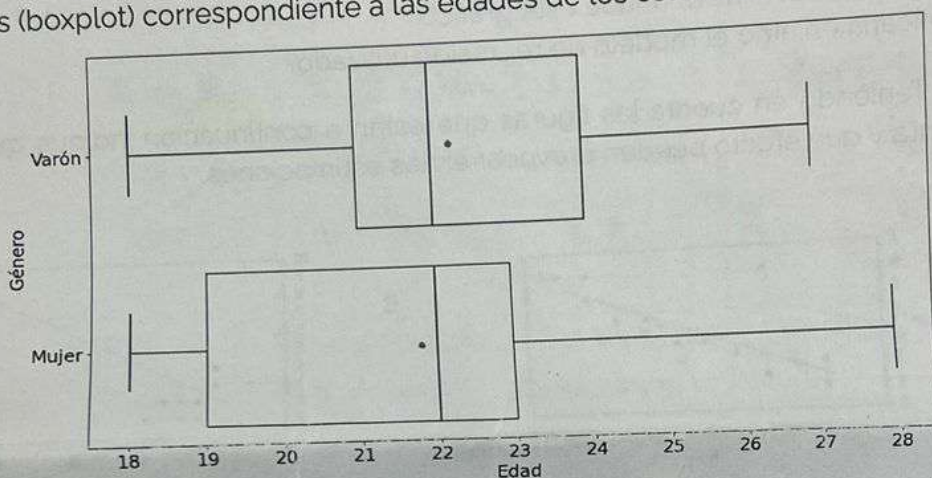 s (boxplot) correspondiente a las edades de los
Varón
Género
Mujer
18 19 20 21 22 23 24 25 26 27 28
Edad